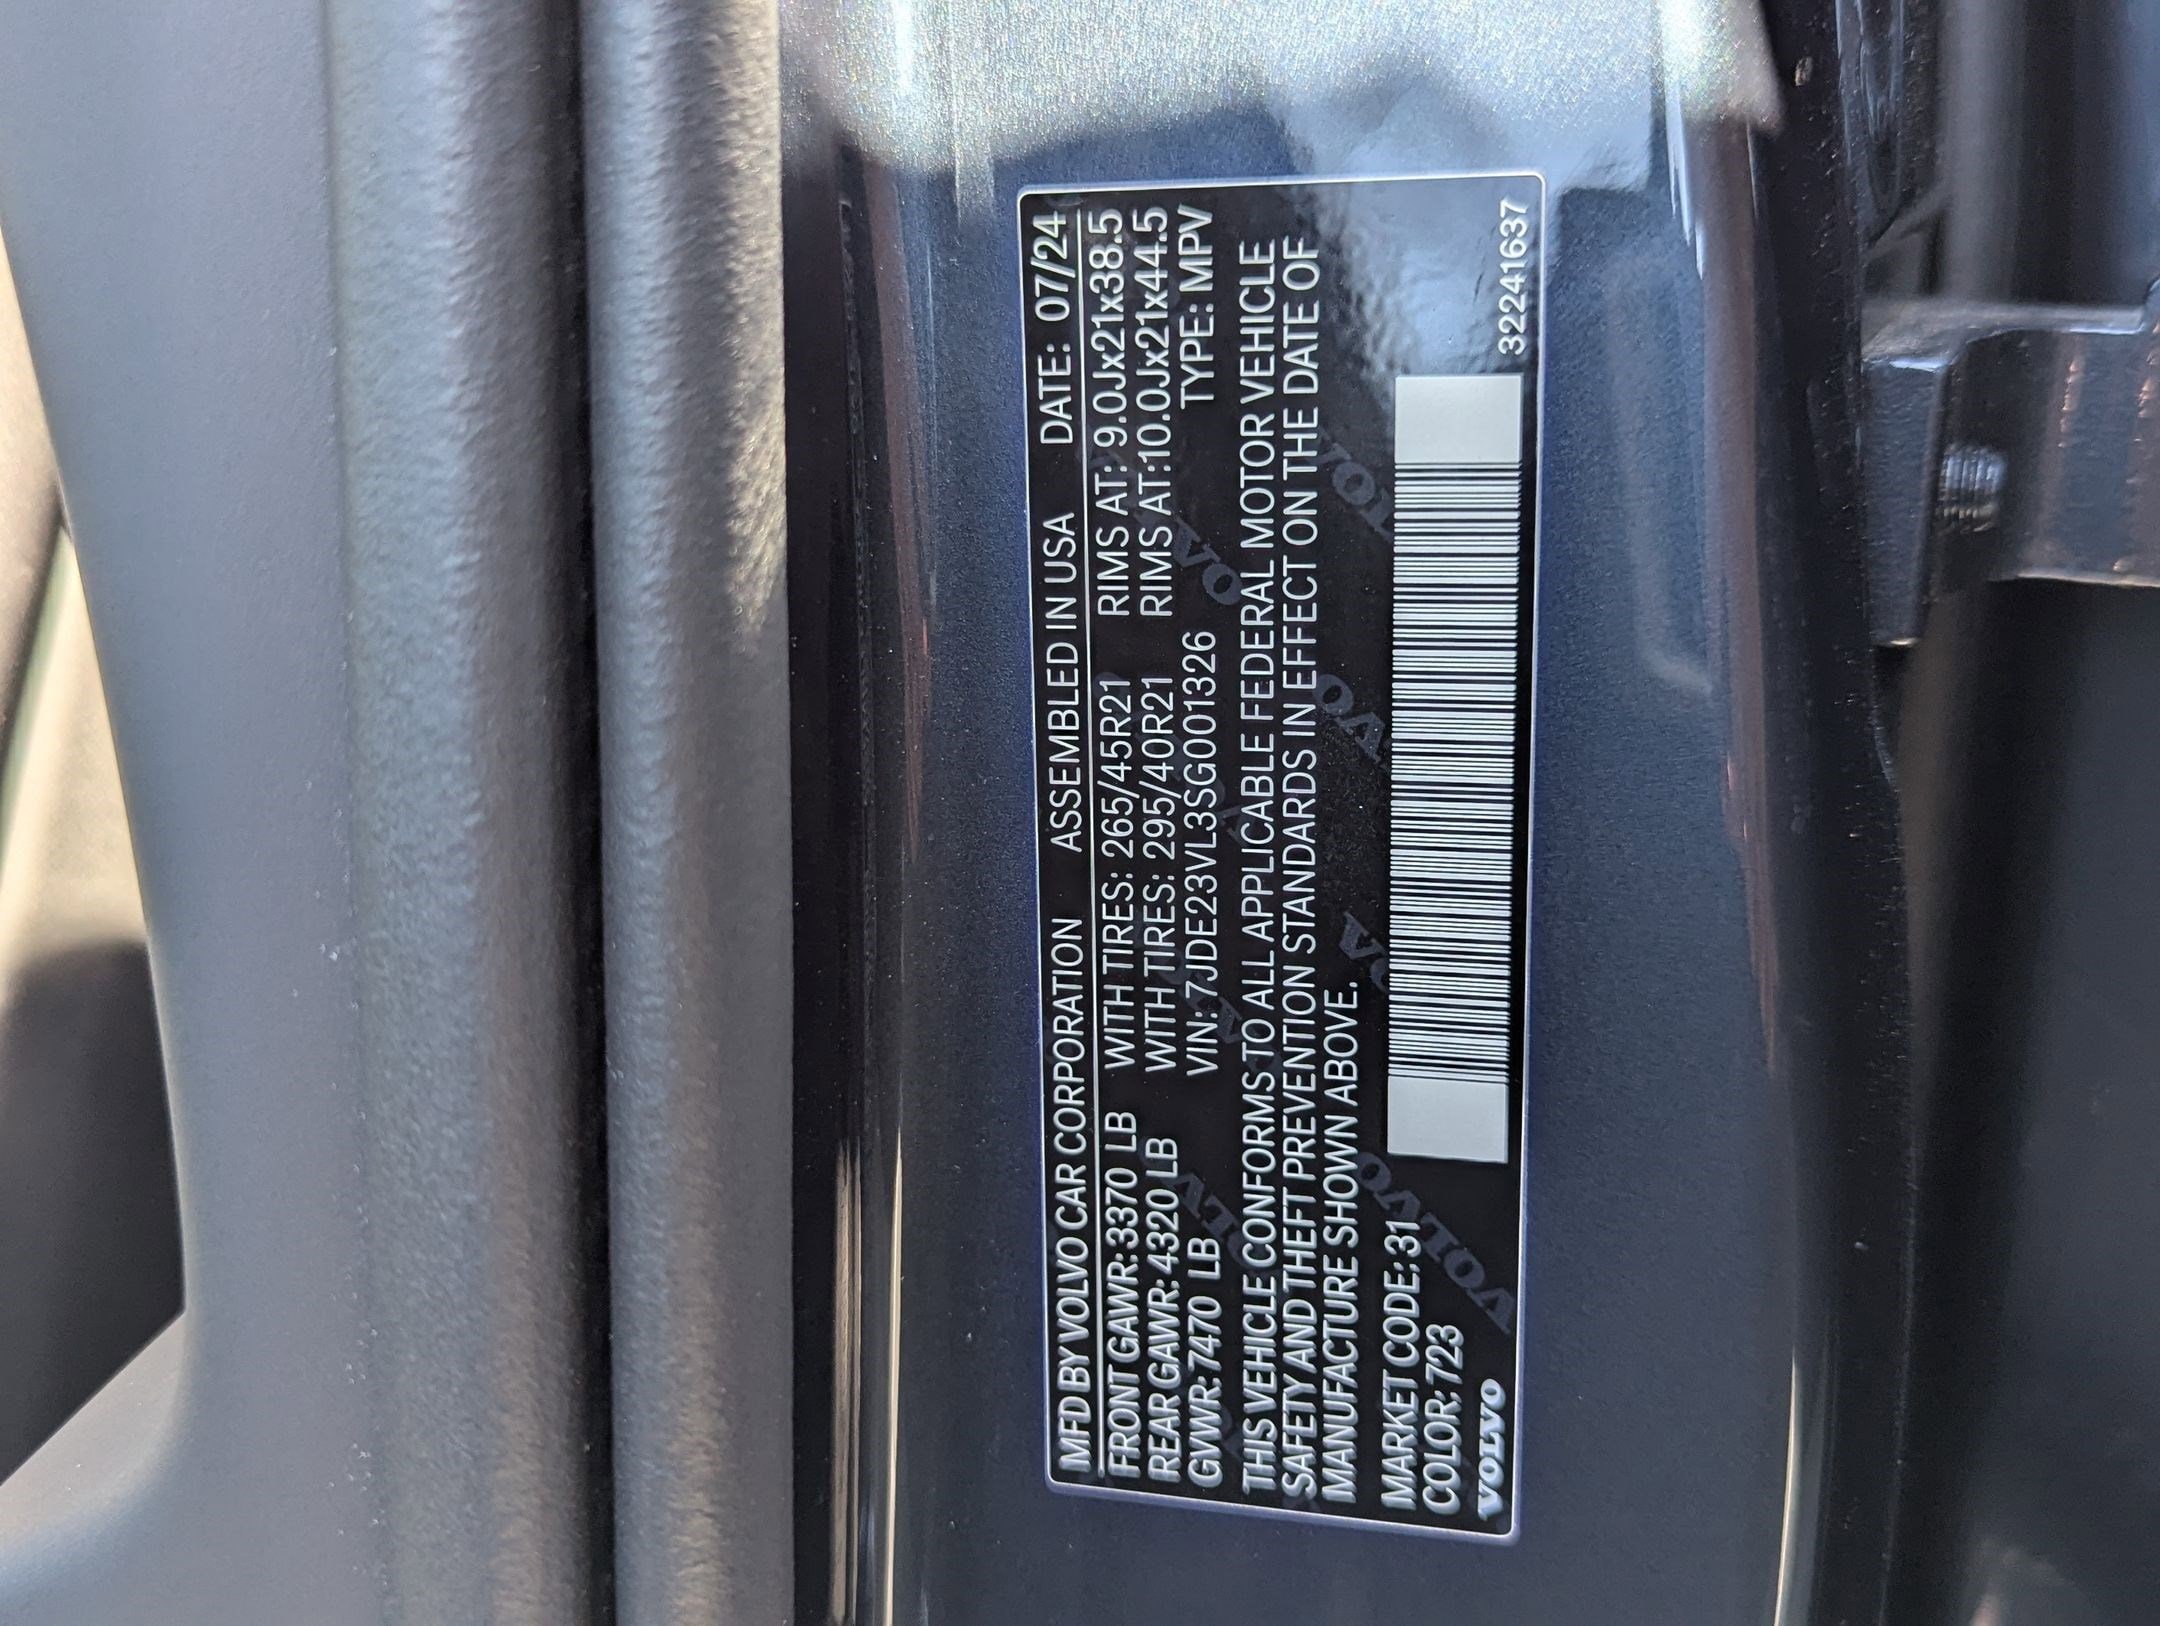 MFD BY VOLVO CAR CORPORATION ASSEMBLED IN USA DATE: 07/24
FRONT GAWR: 3370 LB WITH TIRES: 265/45R21 RIMS AT: 9.0Jx21x38.5
REAR GAWR: 4320 LB WITH TIRES: 295/40R21 RIMS AT:10.0Jx21x44.5
GVWR: 7470 LB VIN: 7JDE23VL3SG001326 TYPE: MPV
THIS VEHICLE CONFORMS TO ALL APPLICABLE FEDERAL MOTOR VEHICLE
SAFETY AND THEFT PREVENTION STANDARDS IN EFFECT ON THE DATE OF
MANUFACTURE SHOWN ABOVE.
MARKET CODE: 31
COLOR: 723
VOLVO
32241637